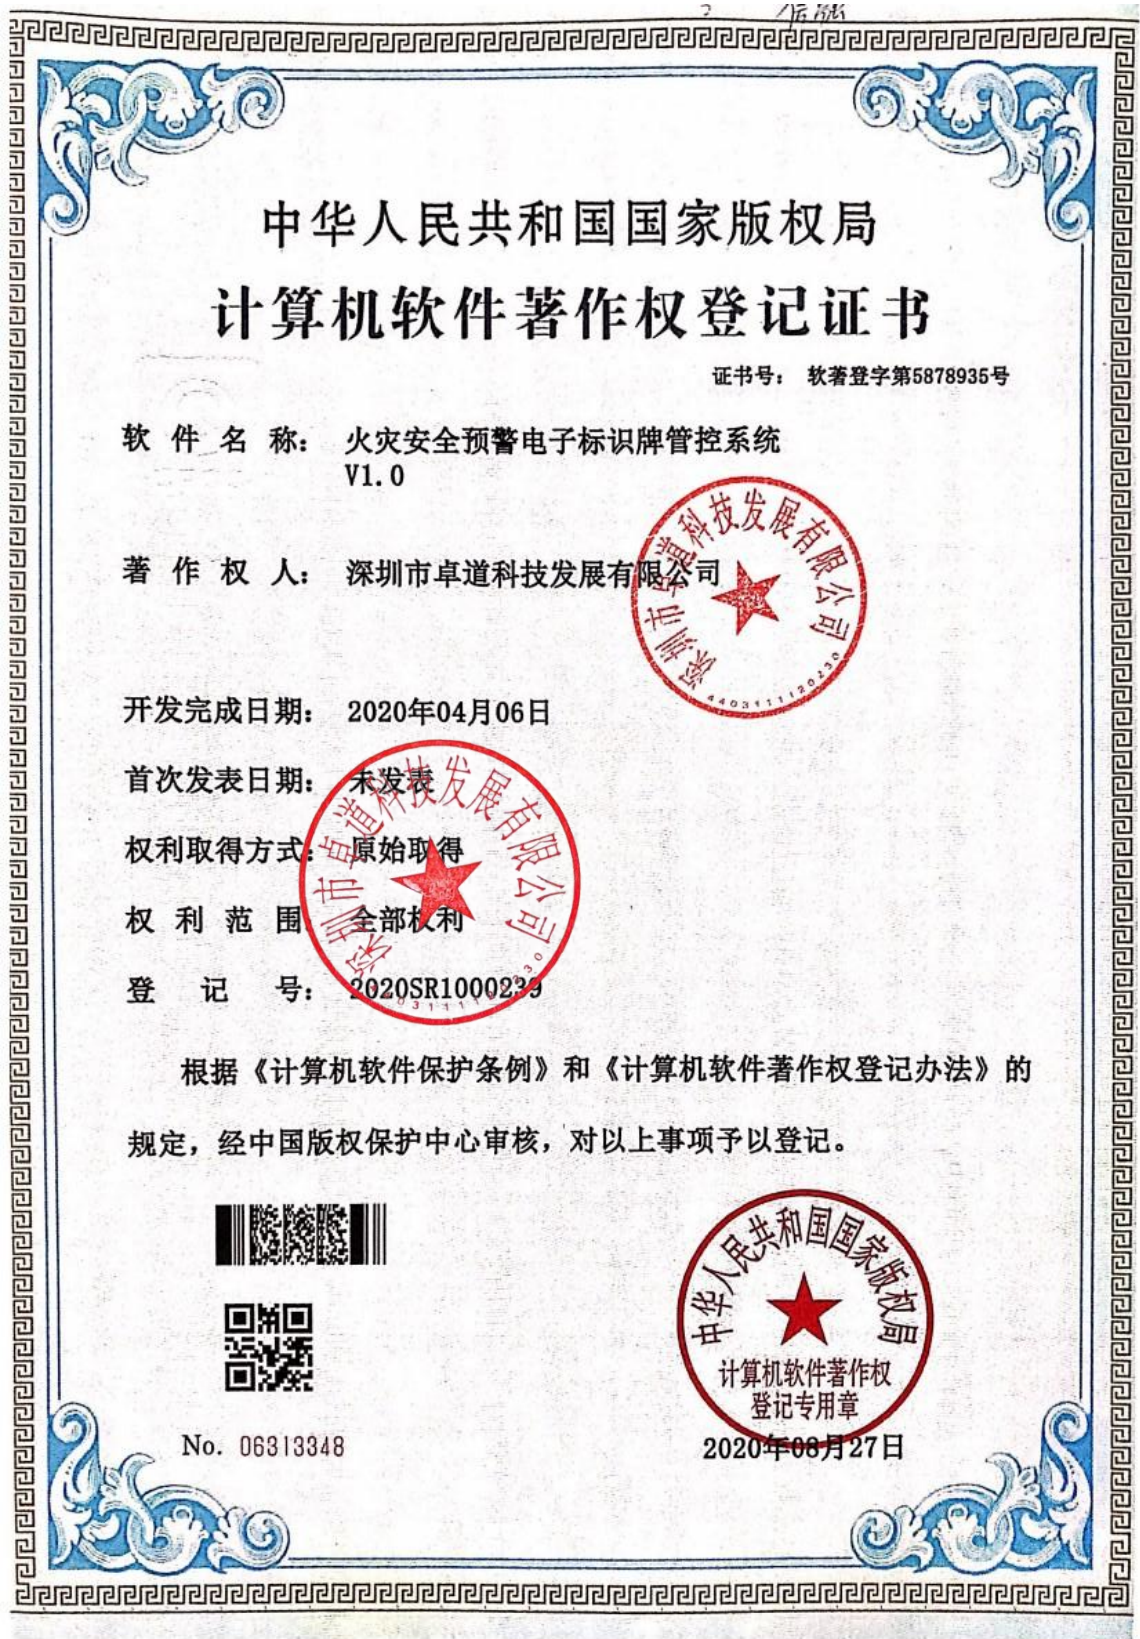 中华人民共和国国家版权局
计算机软件著作权登记证书
证书号： 软著登字第5878935号
软件名称： 火灾安全预警电子标识牌管控系统
V1.0
著作权人： 深圳市卓道科技发展有限公司
深圳市卓道科技发展有限公司
开发完成日期： 2020年04月06日
首次发表日期： 未发表
权利取得方式： 原始取得
权利范围： 全部权利
登记号： 2020SR1000239
深圳市卓道科技发展有限公司
根据《计算机软件保护条例》和《计算机软件著作权登记办法》的
规定，经中国版权保护中心审核，对以上事项予以登记。
中华人民共和国国家版权局
计算机软件著作权
登记专用章
No. 06313348
2020年08月27日